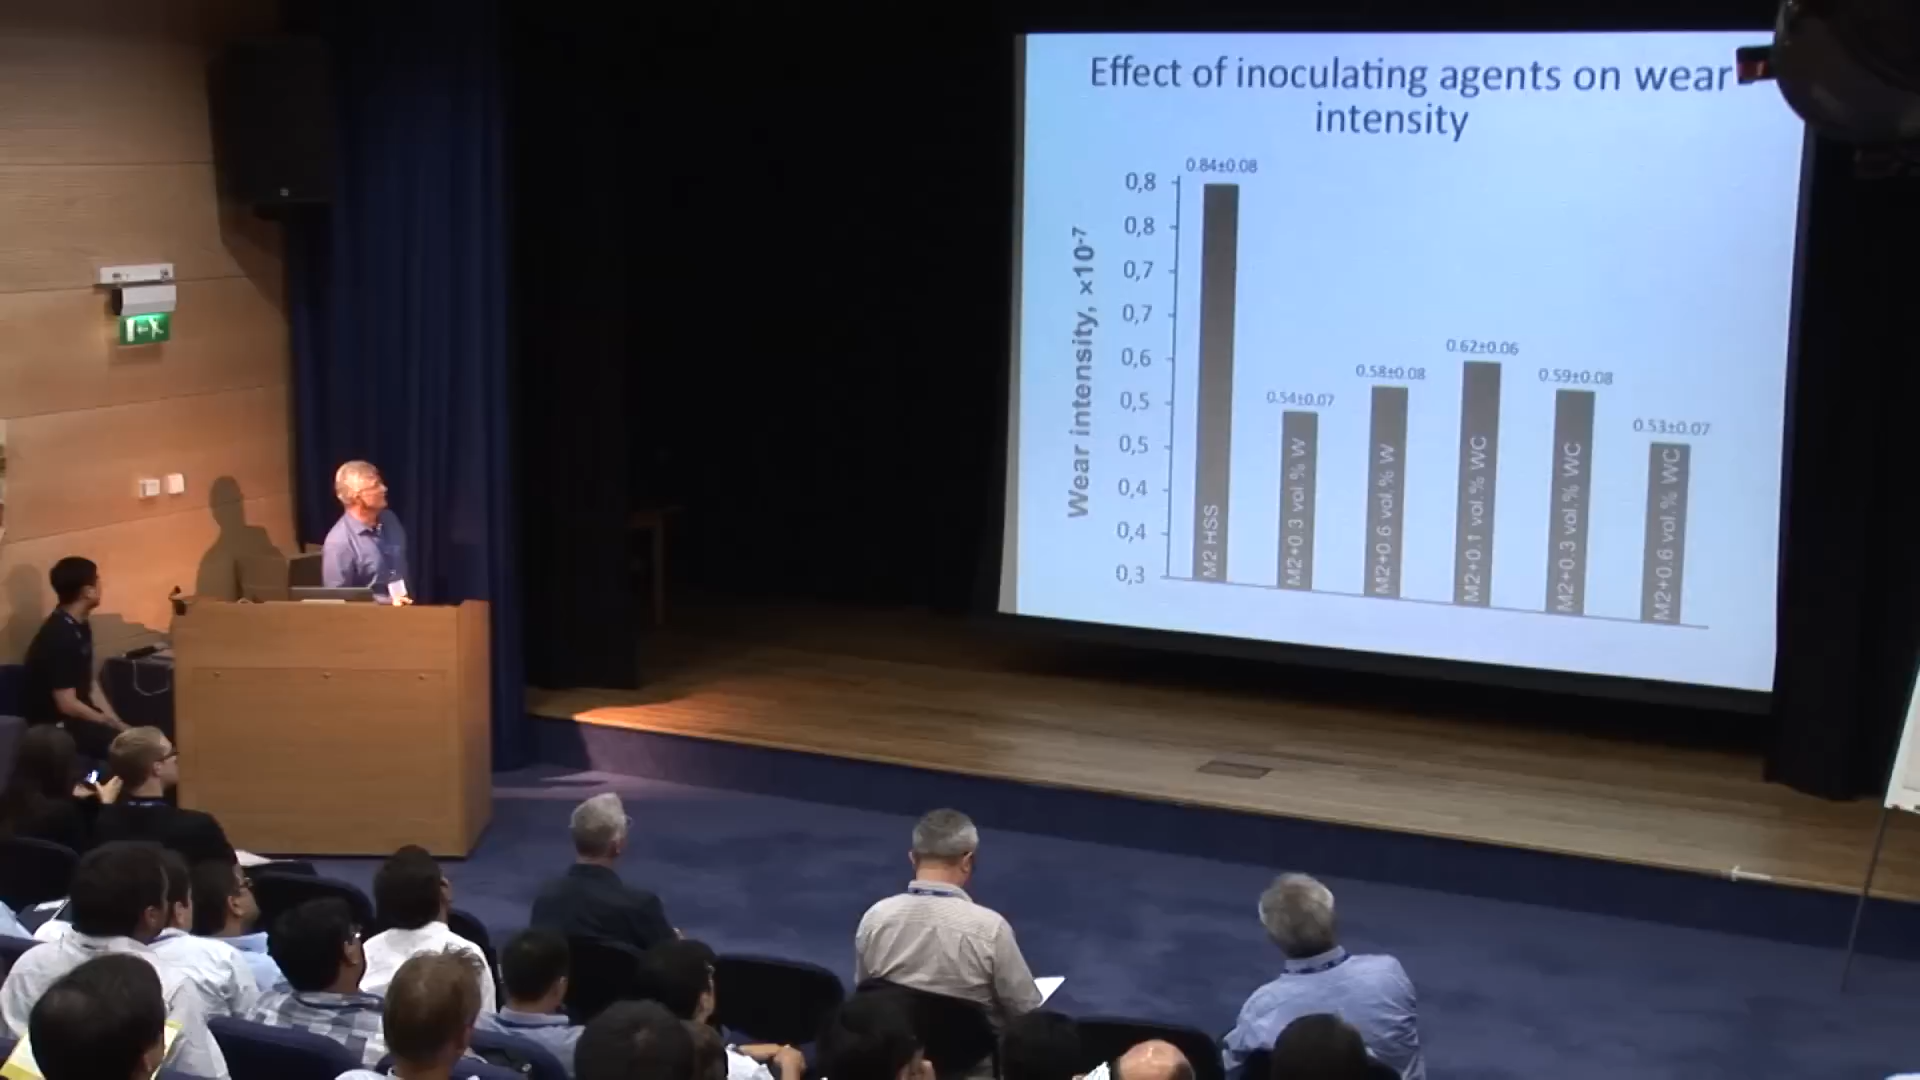 Effect of inoculating agents on wear
intensity
Wear intensity, ×10⁻⁷
0,8
0,8
0,7
0,7
0,6
0,5
0,5
0,4
0,4
0,3
0.84±0.08
0.54±0.07
0.58±0.08
0.62±0.06
0.59±0.08
0.53±0.07
M2 HSS
M2+0.3 vol % W
M2+0.6 vol.% W
M2+0.1 vol.% WC
M2+0.3 vol.% WC
M2+0.6 vol.% WC